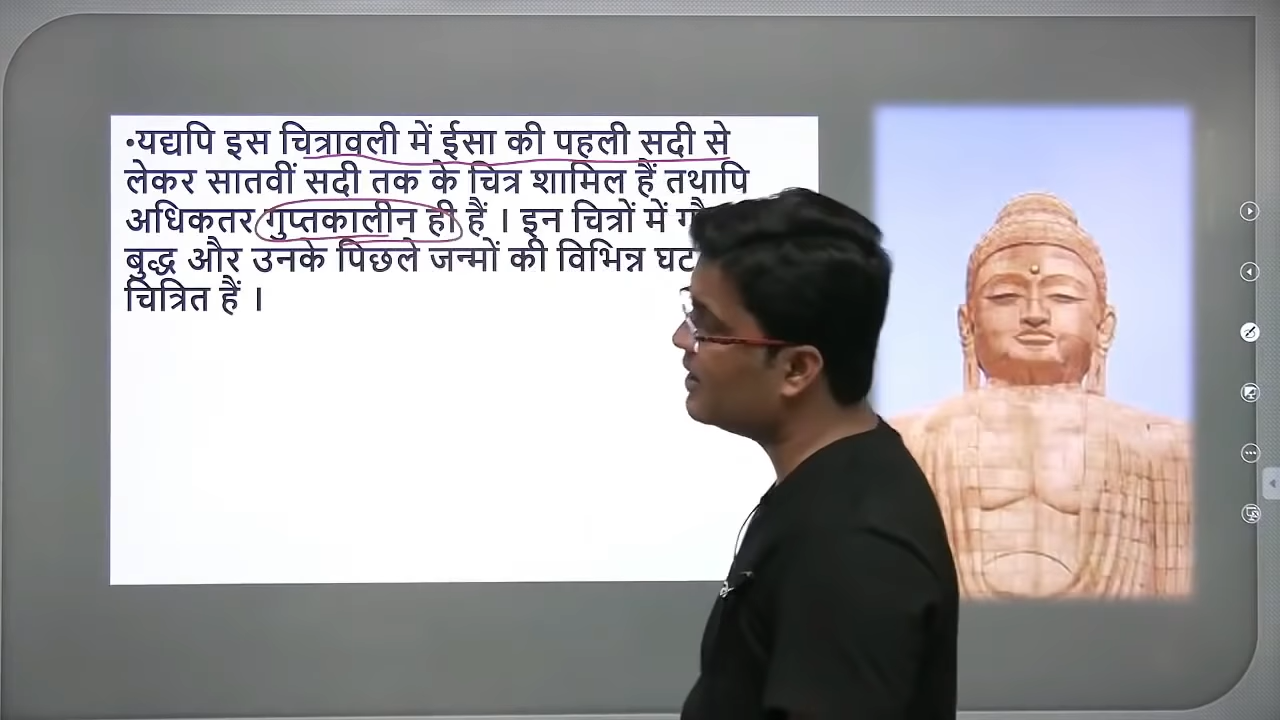 •यद्यपि इस चित्रावली में ईसा की पहली सदी से
लेकर सातवीं सदी तक के चित्र शामिल हैं तथापि
अधिकतर गुप्तकालीन ही हैं । इन चित्रों में
बुद्ध और उनके पिछले जन्मों की विभिन्न
चित्रित हैं ।